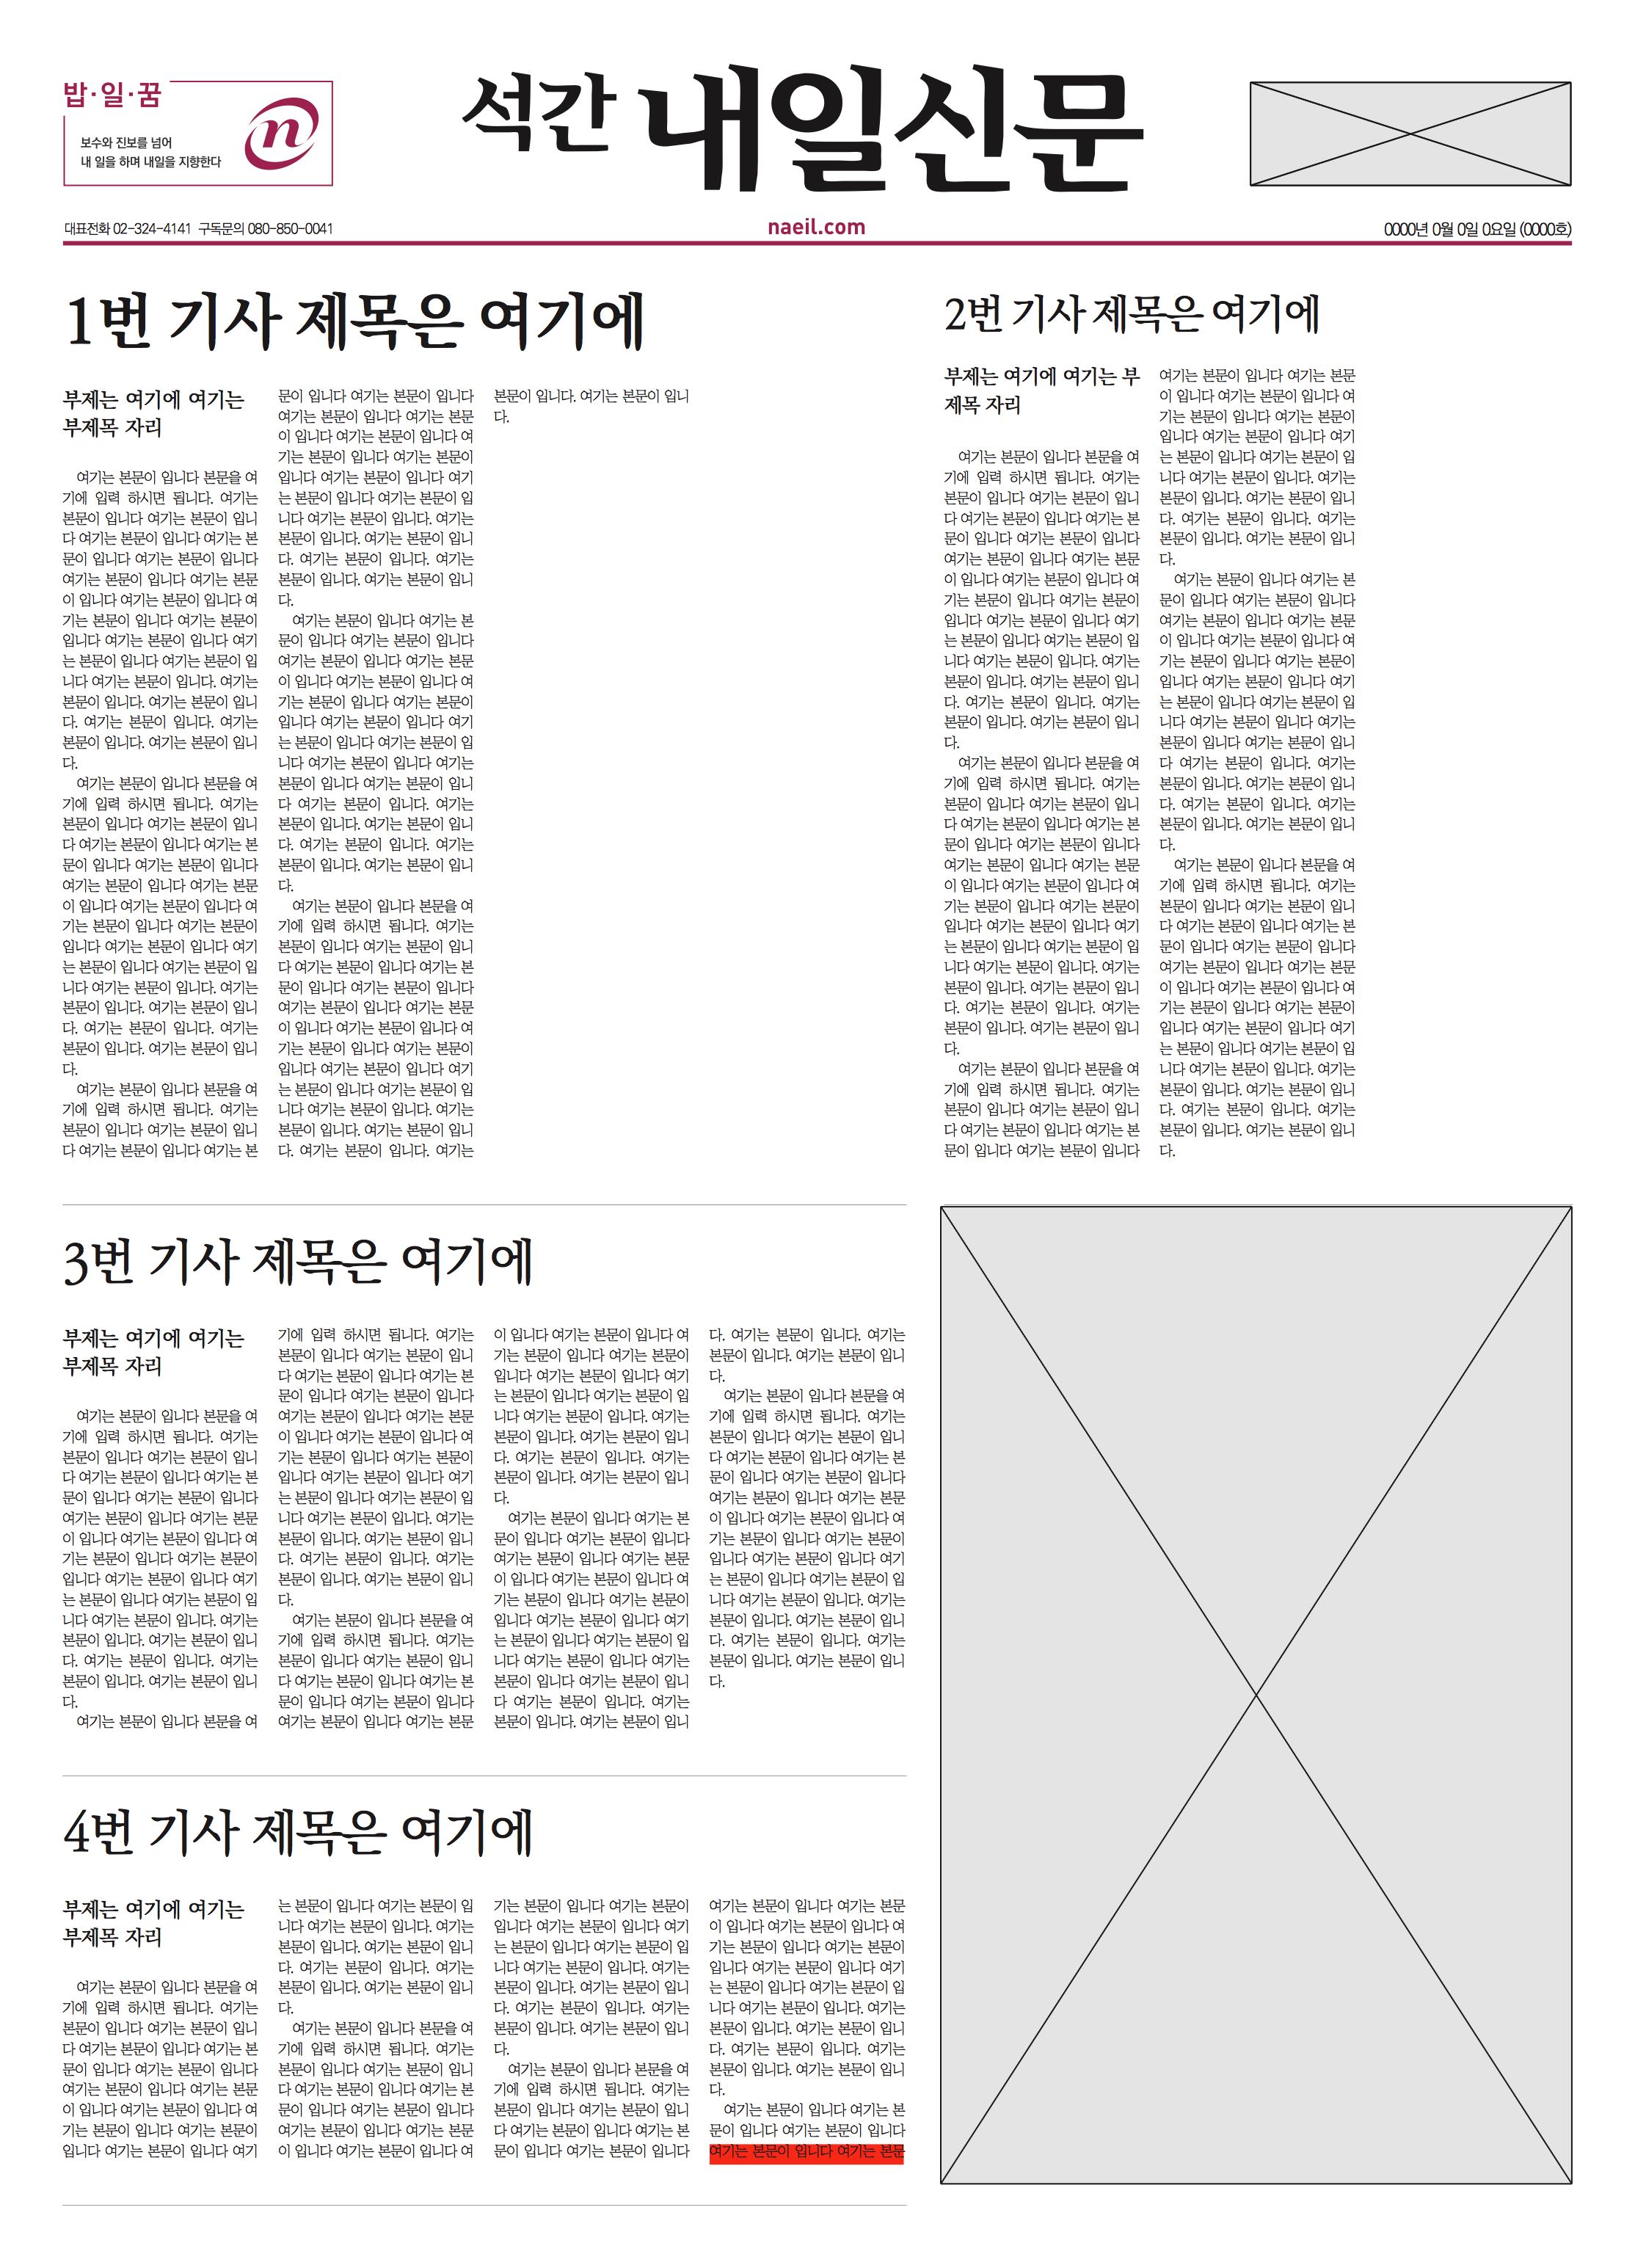 밥·일·꿈
보수와 진보를 넘어
내 일을 하며 내일을 지향한다
n
석간 내일신문
대표전화 02-324-4141 구독문의 080-850-0041
naeil.com
0000년 0월 0일 0요일 (0000호)
1번 기사 제목은 여기에
부제는 여기에 여기는
부제목 자리
여기는 본문이 입니다 본문을 여
기에 입력 하시면 됩니다. 여기는
본문이 입니다 여기는 본문이 입니
다 여기는 본문이 입니다 여기는 본
문이 입니다 여기는 본문이 입니다
여기는 본문이 입니다 여기는 본문
이 입니다 여기는 본문이 입니다 여
기는 본문이 입니다 여기는 본문이
입니다 여기는 본문이 입니다 여기
는 본문이 입니다 여기는 본문이 입
니다 여기는 본문이 입니다. 여기는
본문이 입니다. 여기는 본문이 입니
다. 여기는 본문이 입니다. 여기는
본문이 입니다. 여기는 본문이 입니
다.
여기는 본문이 입니다 본문을 여
기에 입력 하시면 됩니다. 여기는
본문이 입니다 여기는 본문이 입니
다 여기는 본문이 입니다 여기는 본
문이 입니다 여기는 본문이 입니다
여기는 본문이 입니다 여기는 본문
이 입니다 여기는 본문이 입니다 여
기는 본문이 입니다 여기는 본문이
입니다 여기는 본문이 입니다 여기
는 본문이 입니다 여기는 본문이 입
니다 여기는 본문이 입니다. 여기는
본문이 입니다. 여기는 본문이 입니
다. 여기는 본문이 입니다. 여기는
본문이 입니다. 여기는 본문이 입니
다.
여기는 본문이 입니다 본문을 여
기에 입력 하시면 됩니다. 여기는
본문이 입니다 여기는 본문이 입니
다 여기는 본문이 입니다 여기는 본
문이 입니다 여기는 본문이 입니다
여기는 본문이 입니다 여기는 본문
이 입니다 여기는 본문이 입니다 여
기는 본문이 입니다 여기는 본문이
입니다 여기는 본문이 입니다 여기
는 본문이 입니다 여기는 본문이 입
니다 여기는 본문이 입니다. 여기는
본문이 입니다. 여기는 본문이 입니
다. 여기는 본문이 입니다. 여기는
본문이 입니다. 여기는 본문이 입니
다.
여기는 본문이 입니다 여기는 본
문이 입니다 여기는 본문이 입니다
여기는 본문이 입니다 여기는 본문
이 입니다 여기는 본문이 입니다 여
기는 본문이 입니다 여기는 본문이
입니다 여기는 본문이 입니다 여기
는 본문이 입니다 여기는 본문이 입
니다 여기는 본문이 입니다 여기는
본문이 입니다 여기는 본문이 입니
다 여기는 본문이 입니다. 여기는
본문이 입니다. 여기는 본문이 입니
다. 여기는 본문이 입니다. 여기는
본문이 입니다. 여기는 본문이 입니
다.
여기는 본문이 입니다 본문을 여
기에 입력 하시면 됩니다. 여기는
본문이 입니다 여기는 본문이 입니
다 여기는 본문이 입니다 여기는 본
문이 입니다 여기는 본문이 입니다
여기는 본문이 입니다 여기는 본문
이 입니다 여기는 본문이 입니다 여
기는 본문이 입니다 여기는 본문이
입니다 여기는 본문이 입니다 여기
는 본문이 입니다 여기는 본문이 입
니다 여기는 본문이 입니다. 여기는
본문이 입니다. 여기는 본문이 입니
다. 여기는 본문이 입니다. 여기는
본문이 입니다. 여기는 본문이 입니
다.
2번 기사 제목은 여기에
부제는 여기에 여기는 부
제목 자리
여기는 본문이 입니다 본문을 여
기에 입력 하시면 됩니다. 여기는
본문이 입니다 여기는 본문이 입니
다 여기는 본문이 입니다 여기는 본
문이 입니다 여기는 본문이 입니다
여기는 본문이 입니다 여기는 본문
이 입니다 여기는 본문이 입니다 여
기는 본문이 입니다 여기는 본문이
입니다 여기는 본문이 입니다 여기
는 본문이 입니다 여기는 본문이 입
니다 여기는 본문이 입니다. 여기는
본문이 입니다. 여기는 본문이 입니
다. 여기는 본문이 입니다. 여기는
본문이 입니다. 여기는 본문이 입니
다.
여기는 본문이 입니다 본문을 여
기에 입력 하시면 됩니다. 여기는
본문이 입니다 여기는 본문이 입니
다 여기는 본문이 입니다 여기는 본
문이 입니다 여기는 본문이 입니다
여기는 본문이 입니다 여기는 본문
이 입니다 여기는 본문이 입니다 여
기는 본문이 입니다 여기는 본문이
입니다 여기는 본문이 입니다 여기
는 본문이 입니다 여기는 본문이 입
니다 여기는 본문이 입니다. 여기는
본문이 입니다. 여기는 본문이 입니
다. 여기는 본문이 입니다. 여기는
본문이 입니다. 여기는 본문이 입니
다.
여기는 본문이 입니다 본문을 여
기에 입력 하시면 됩니다. 여기는
본문이 입니다 여기는 본문이 입니
다 여기는 본문이 입니다 여기는 본
문이 입니다 여기는 본문이 입니다
여기는 본문이 입니다 여기는 본문
이 입니다 여기는 본문이 입니다 여
기는 본문이 입니다 여기는 본문이
입니다 여기는 본문이 입니다 여기
는 본문이 입니다 여기는 본문이 입
니다 여기는 본문이 입니다. 여기는
본문이 입니다. 여기는 본문이 입니
다. 여기는 본문이 입니다. 여기는
본문이 입니다. 여기는 본문이 입니
다.
여기는 본문이 입니다 여기는 본
문이 입니다 여기는 본문이 입니다
여기는 본문이 입니다 여기는 본문
이 입니다 여기는 본문이 입니다 여
기는 본문이 입니다 여기는 본문이
입니다 여기는 본문이 입니다 여기
는 본문이 입니다 여기는 본문이 입
니다 여기는 본문이 입니다 여기는
본문이 입니다 여기는 본문이 입니
다 여기는 본문이 입니다. 여기는
본문이 입니다. 여기는 본문이 입니
다. 여기는 본문이 입니다. 여기는
본문이 입니다. 여기는 본문이 입니
다.
여기는 본문이 입니다 본문을 여
기에 입력 하시면 됩니다. 여기는
본문이 입니다 여기는 본문이 입니
다 여기는 본문이 입니다 여기는 본
문이 입니다 여기는 본문이 입니다
여기는 본문이 입니다 여기는 본문
이 입니다 여기는 본문이 입니다 여
기는 본문이 입니다 여기는 본문이
입니다 여기는 본문이 입니다 여기
는 본문이 입니다 여기는 본문이 입
니다 여기는 본문이 입니다. 여기는
본문이 입니다. 여기는 본문이 입니
다. 여기는 본문이 입니다. 여기는
본문이 입니다. 여기는 본문이 입니
다.
3번 기사 제목은 여기에
부제는 여기에 여기는
부제목 자리
여기는 본문이 입니다 본문을 여
기에 입력 하시면 됩니다. 여기는
본문이 입니다 여기는 본문이 입니
다 여기는 본문이 입니다 여기는 본
문이 입니다 여기는 본문이 입니다
여기는 본문이 입니다 여기는 본문
이 입니다 여기는 본문이 입니다 여
기는 본문이 입니다 여기는 본문이
입니다 여기는 본문이 입니다 여기
는 본문이 입니다 여기는 본문이 입
니다 여기는 본문이 입니다. 여기는
본문이 입니다. 여기는 본문이 입니
다. 여기는 본문이 입니다. 여기는
본문이 입니다. 여기는 본문이 입니
다.
여기는 본문이 입니다 본문을 여
기에 입력 하시면 됩니다. 여기는
본문이 입니다 여기는 본문이 입니
다 여기는 본문이 입니다 여기는 본
문이 입니다 여기는 본문이 입니다
여기는 본문이 입니다 여기는 본문
이 입니다 여기는 본문이 입니다 여
기는 본문이 입니다 여기는 본문이
입니다 여기는 본문이 입니다 여기
는 본문이 입니다 여기는 본문이 입
니다 여기는 본문이 입니다. 여기는
본문이 입니다. 여기는 본문이 입니
다. 여기는 본문이 입니다. 여기는
본문이 입니다. 여기는 본문이 입니
다.
여기는 본문이 입니다 본문을 여
기에 입력 하시면 됩니다. 여기는
본문이 입니다 여기는 본문이 입니
다 여기는 본문이 입니다 여기는 본
문이 입니다 여기는 본문이 입니다
여기는 본문이 입니다 여기는 본문
이 입니다 여기는 본문이 입니다 여
기는 본문이 입니다 여기는 본문이
입니다 여기는 본문이 입니다 여기
는 본문이 입니다 여기는 본문이 입
니다 여기는 본문이 입니다. 여기는
본문이 입니다. 여기는 본문이 입니
다. 여기는 본문이 입니다. 여기는
본문이 입니다. 여기는 본문이 입니
다.
여기는 본문이 입니다 여기는 본
문이 입니다 여기는 본문이 입니다
여기는 본문이 입니다 여기는 본문
이 입니다 여기는 본문이 입니다 여
기는 본문이 입니다 여기는 본문이
입니다 여기는 본문이 입니다 여기
는 본문이 입니다 여기는 본문이 입
니다 여기는 본문이 입니다 여기는
본문이 입니다 여기는 본문이 입니
다 여기는 본문이 입니다. 여기는
본문이 입니다. 여기는 본문이 입니
다. 여기는 본문이 입니다. 여기는
본문이 입니다. 여기는 본문이 입니
다.
여기는 본문이 입니다 본문을 여
기에 입력 하시면 됩니다. 여기는
본문이 입니다 여기는 본문이 입니
다 여기는 본문이 입니다 여기는 본
문이 입니다 여기는 본문이 입니다
여기는 본문이 입니다 여기는 본문
이 입니다 여기는 본문이 입니다 여
기는 본문이 입니다 여기는 본문이
입니다 여기는 본문이 입니다 여기
는 본문이 입니다 여기는 본문이 입
니다 여기는 본문이 입니다. 여기는
본문이 입니다. 여기는 본문이 입니
다. 여기는 본문이 입니다. 여기는
본문이 입니다. 여기는 본문이 입니
다.
4번 기사 제목은 여기에
부제는 여기에 여기는
부제목 자리
여기는 본문이 입니다 본문을 여
기에 입력 하시면 됩니다. 여기는
본문이 입니다 여기는 본문이 입니
다 여기는 본문이 입니다 여기는 본
문이 입니다 여기는 본문이 입니다
여기는 본문이 입니다 여기는 본문
이 입니다 여기는 본문이 입니다 여
기는 본문이 입니다 여기는 본문이
입니다 여기는 본문이 입니다 여기
는 본문이 입니다 여기는 본문이 입
니다 여기는 본문이 입니다. 여기는
본문이 입니다. 여기는 본문이 입니
다. 여기는 본문이 입니다. 여기는
본문이 입니다. 여기는 본문이 입니
다.
여기는 본문이 입니다 본문을 여
기에 입력 하시면 됩니다. 여기는
본문이 입니다 여기는 본문이 입니
다 여기는 본문이 입니다 여기는 본
문이 입니다 여기는 본문이 입니다
여기는 본문이 입니다 여기는 본문
이 입니다 여기는 본문이 입니다 여
기는 본문이 입니다 여기는 본문이
입니다 여기는 본문이 입니다 여기
는 본문이 입니다 여기는 본문이 입
니다 여기는 본문이 입니다. 여기는
본문이 입니다. 여기는 본문이 입니
다. 여기는 본문이 입니다. 여기는
본문이 입니다. 여기는 본문이 입니
다.
여기는 본문이 입니다 본문을 여
기에 입력 하시면 됩니다. 여기는
본문이 입니다 여기는 본문이 입니
다 여기는 본문이 입니다 여기는 본
문이 입니다 여기는 본문이 입니다
여기는 본문이 입니다 여기는 본문
이 입니다 여기는 본문이 입니다 여
기는 본문이 입니다 여기는 본문이
입니다 여기는 본문이 입니다 여기
는 본문이 입니다 여기는 본문이 입
니다 여기는 본문이 입니다. 여기는
본문이 입니다. 여기는 본문이 입니
다. 여기는 본문이 입니다. 여기는
본문이 입니다. 여기는 본문이 입니
다.
여기는 본문이 입니다 여기는 본
문이 입니다 여기는 본문이 입니다
여기는 본문이 입니다 여기는 본문